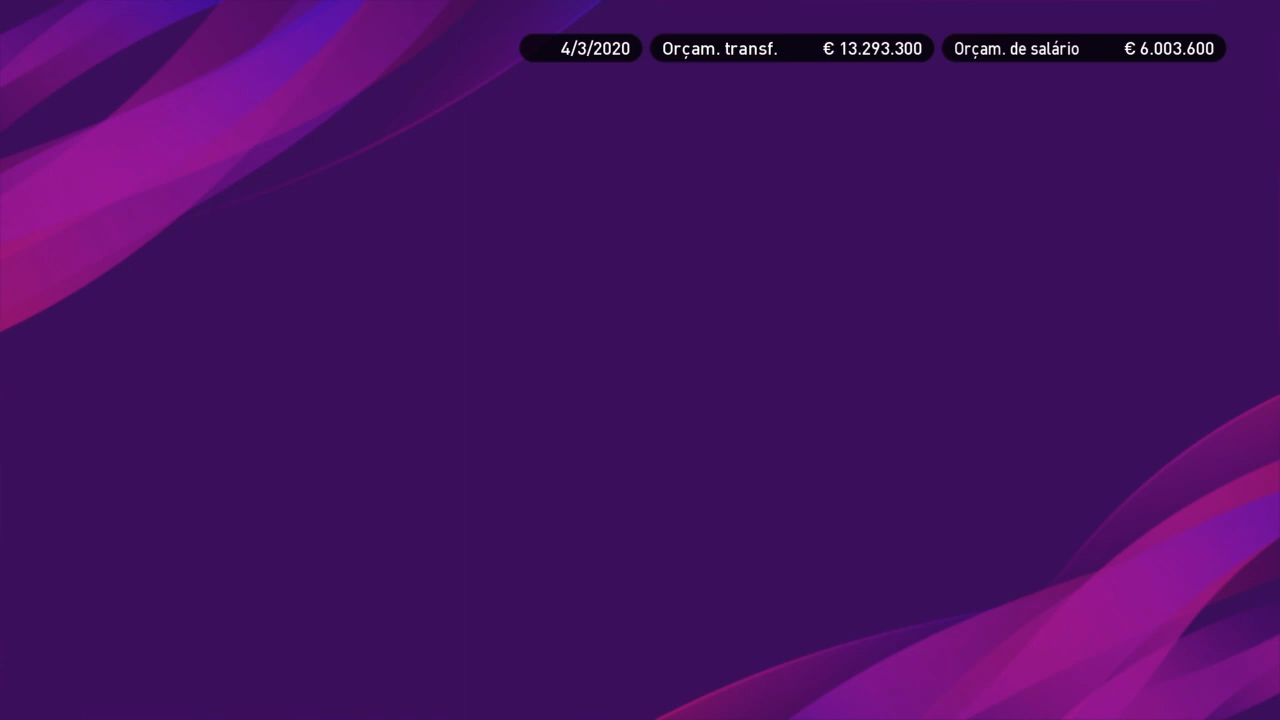 4/3/2020 Orçam. transf. € 13.293.300 Orçam. de salário € 6.003.600